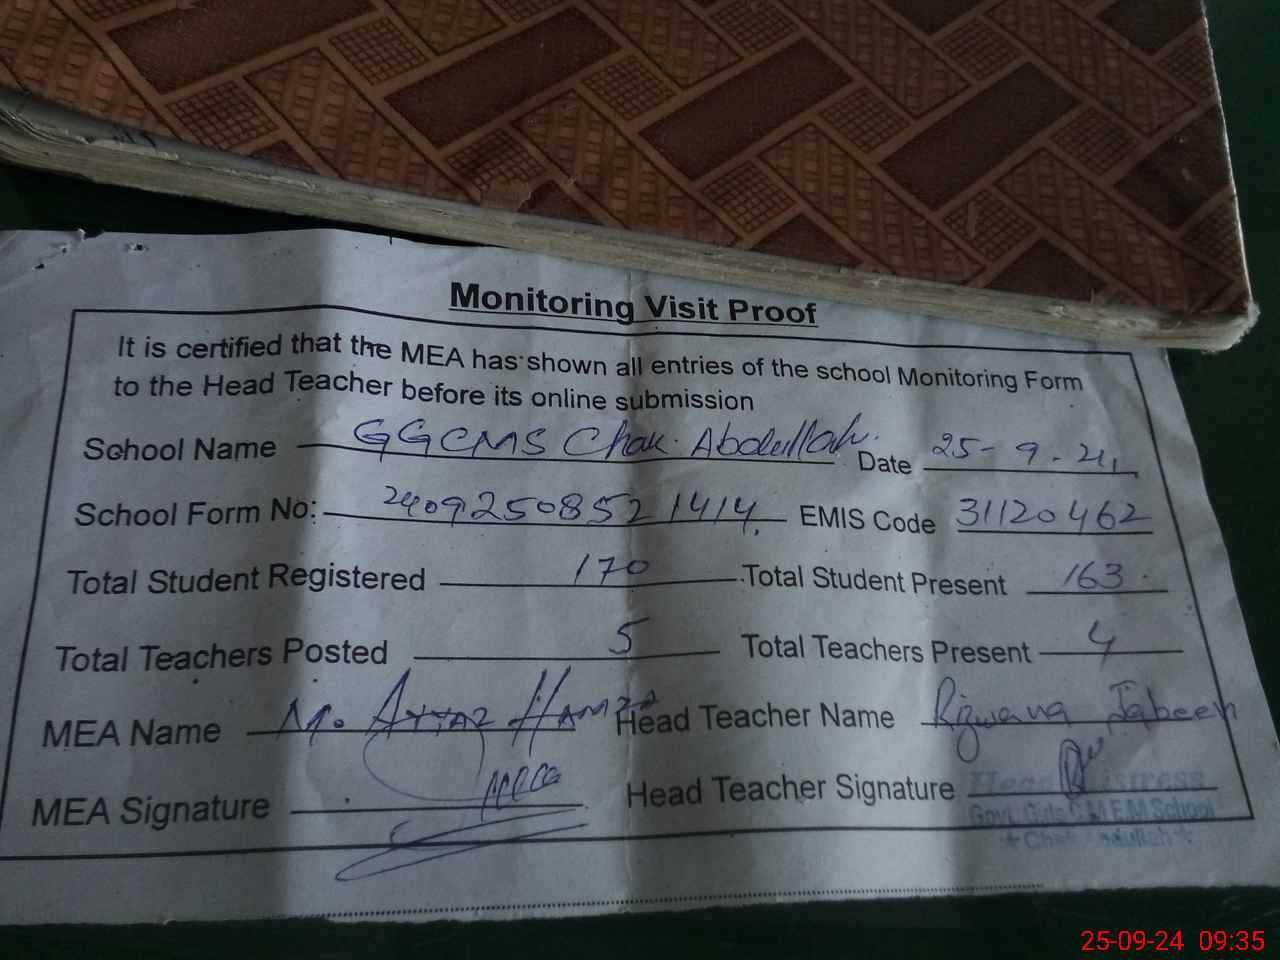 Monitoring Visit Proof
It is certified that the MEA has shown all entries of the school Monitoring Form
to the Head Teacher before its online submission
School Name GGCMS Chak Abdullah. Date 25-9-24
School Form No: 24092508521414. EMIS Code 31120462
Total Student Registered 170 Total Student Present 163
Total Teachers Posted 5 Total Teachers Present 4
MEA Name M. Ayyaz Hamza Head Teacher Name Rizwana Jabeen
MEA Signature Head Teacher Signature
Head Mistress
Govt. Girls C.M.E.M School
25-09-24 09:35